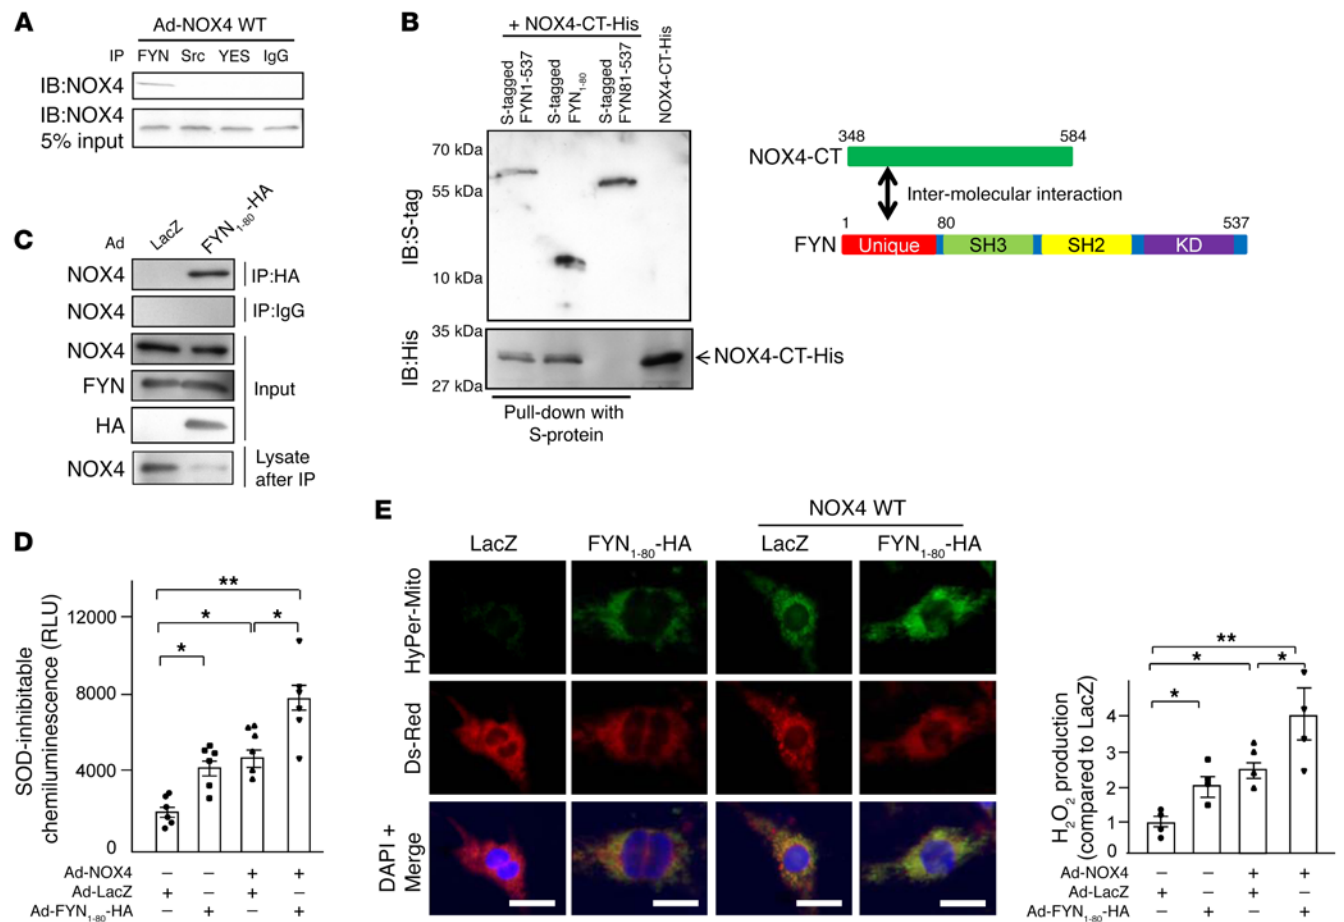 A
Ad-NOX4 WT
IP FYN Src YES IgG
IB:NOX4
IB:NOX4
5% input
B
+ NOX4-CT-His
S-tagged FYN1-537
S-tagged FYN1-80
S-tagged FYN81-537
NOX4-CT-His
70 kDa
55 kDa
10 kDa
IB:S-tag
35 kDa
27 kDa
IB:His
NOX4-CT-His
Pull-down with
S-protein
348 584
NOX4-CT
Inter-molecular interaction
1 80 537
FYN Unique SH3 SH2 KD
C
Ad LacZ FYN1-80-HA
NOX4 IP:HA
NOX4 IP:IgG
NOX4
FYN Input
HA
NOX4 Lysate
after IP
D
SOD-inhibitable
chemiluminescence (RLU)
**
* *
*
12000
8000
4000
0
Ad-NOX4 – – + +
Ad-LacZ + – + –
Ad-FYN1-80-HA – + – +
E
NOX4 WT
LacZ FYN1-80-HA LacZ FYN1-80-HA
HyPer-Mito
Ds-Red
DAPI +
Merge
H2O2 production
(compared to LacZ)
**
* *
*
4
3
2
1
0
Ad-NOX4 – – + +
Ad-LacZ + – + –
Ad-FYN1-80-HA – + – +